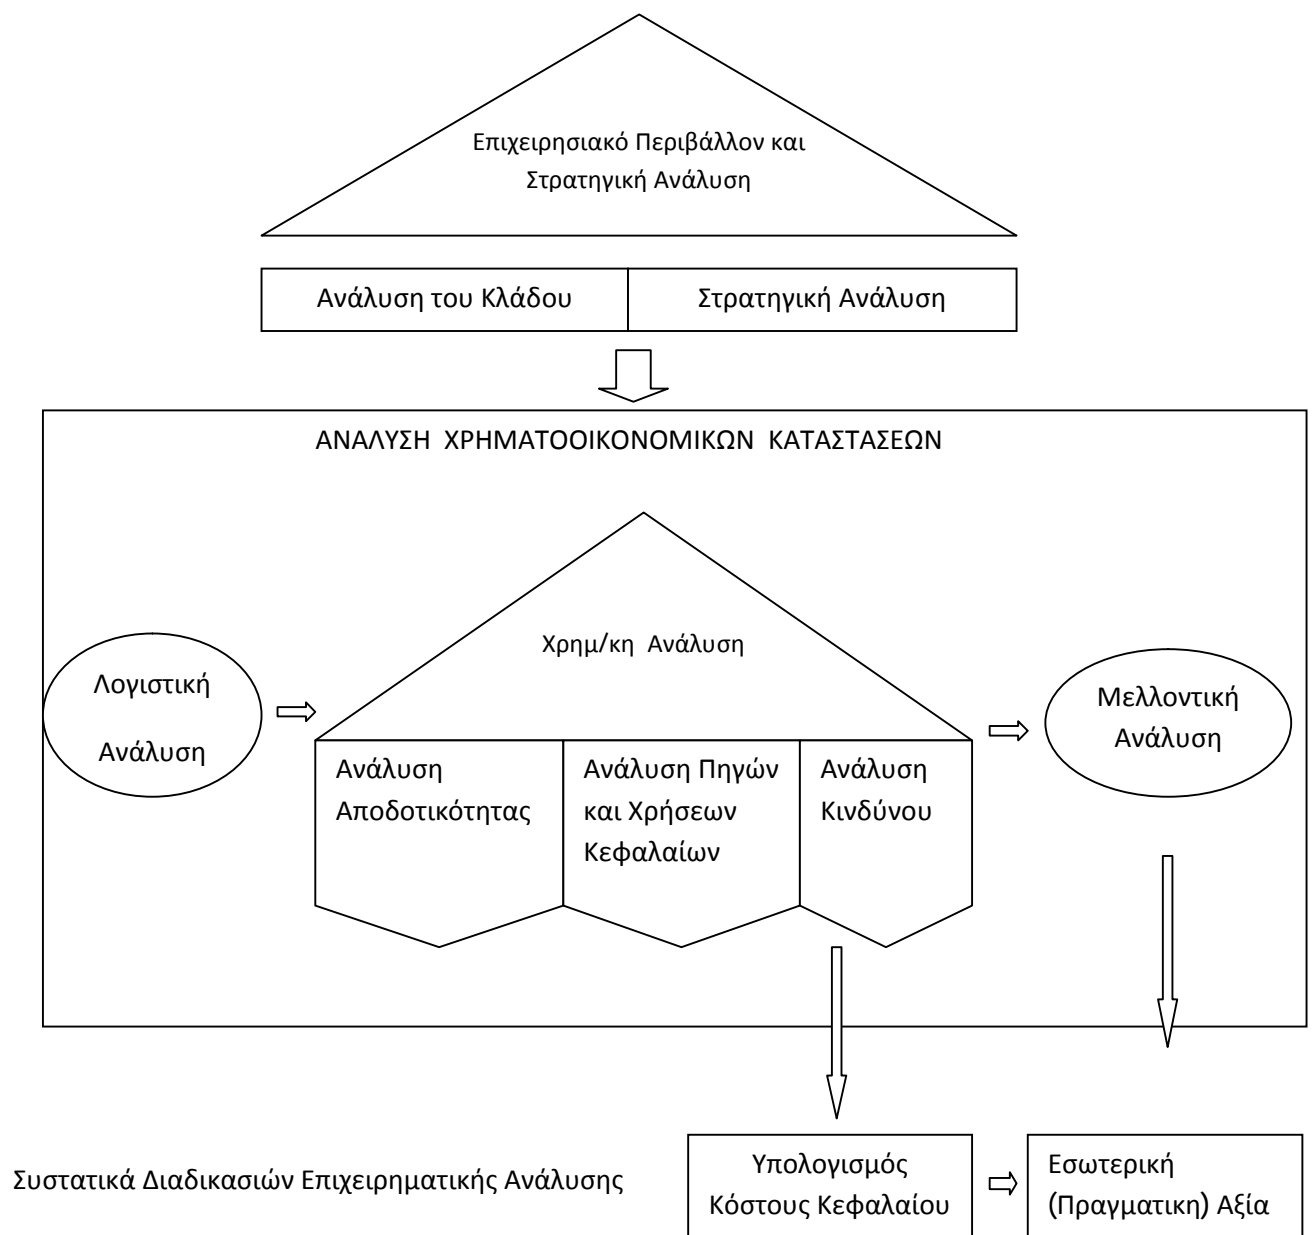 Επιχειρησιακό Περιβάλλον και
Στρατηγική Ανάλυση
Ανάλυση του Κλάδου
Στρατηγική Ανάλυση
ΑΝΑΛΥΣΗ ΧΡΗΜΑΤΟΟΙΚΟΝΟΜΙΚΩΝ ΚΑΤΑΣΤΑΣΕΩΝ
Λογιστική
Ανάλυση
Χρημ/κη Ανάλυση
Ανάλυση
Αποδοτικότητας
Ανάλυση Πηγών
και Χρήσεων
Κεφαλαίων
Ανάλυση
Κινδύνου
Μελλοντική
Ανάλυση
Συστατικά Διαδικασιών Επιχειρηματικής Ανάλυσης
Υπολογισμός
Κόστους Κεφαλαίου
Εσωτερική
(Πραγματικη) Αξία